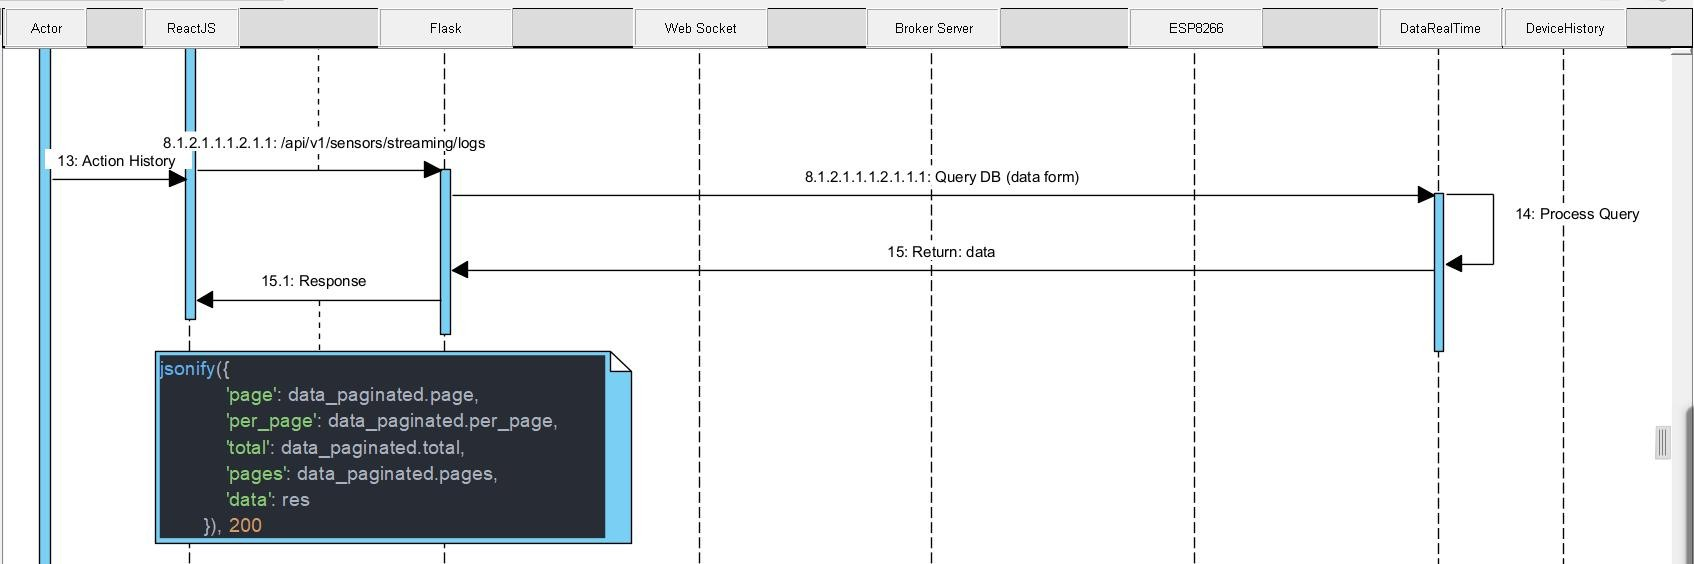 Actor
ReactJS
Flask
Web Socket
Broker Server
ESP8266
DataRealTime
DeviceHistory
8.1.2.1.1.1.2.1.1: /api/v1/sensors/streaming/logs
13: Action History
8.1.2.1.1.1.2.1.1.1: Query DB (data form)
14: Process Query
15: Return: data
15.1: Response
jsonify({
'page': data_paginated.page,
'per_page': data_paginated.per_page,
'total': data_paginated.total,
'pages': data_paginated.pages,
'data': res
}), 200